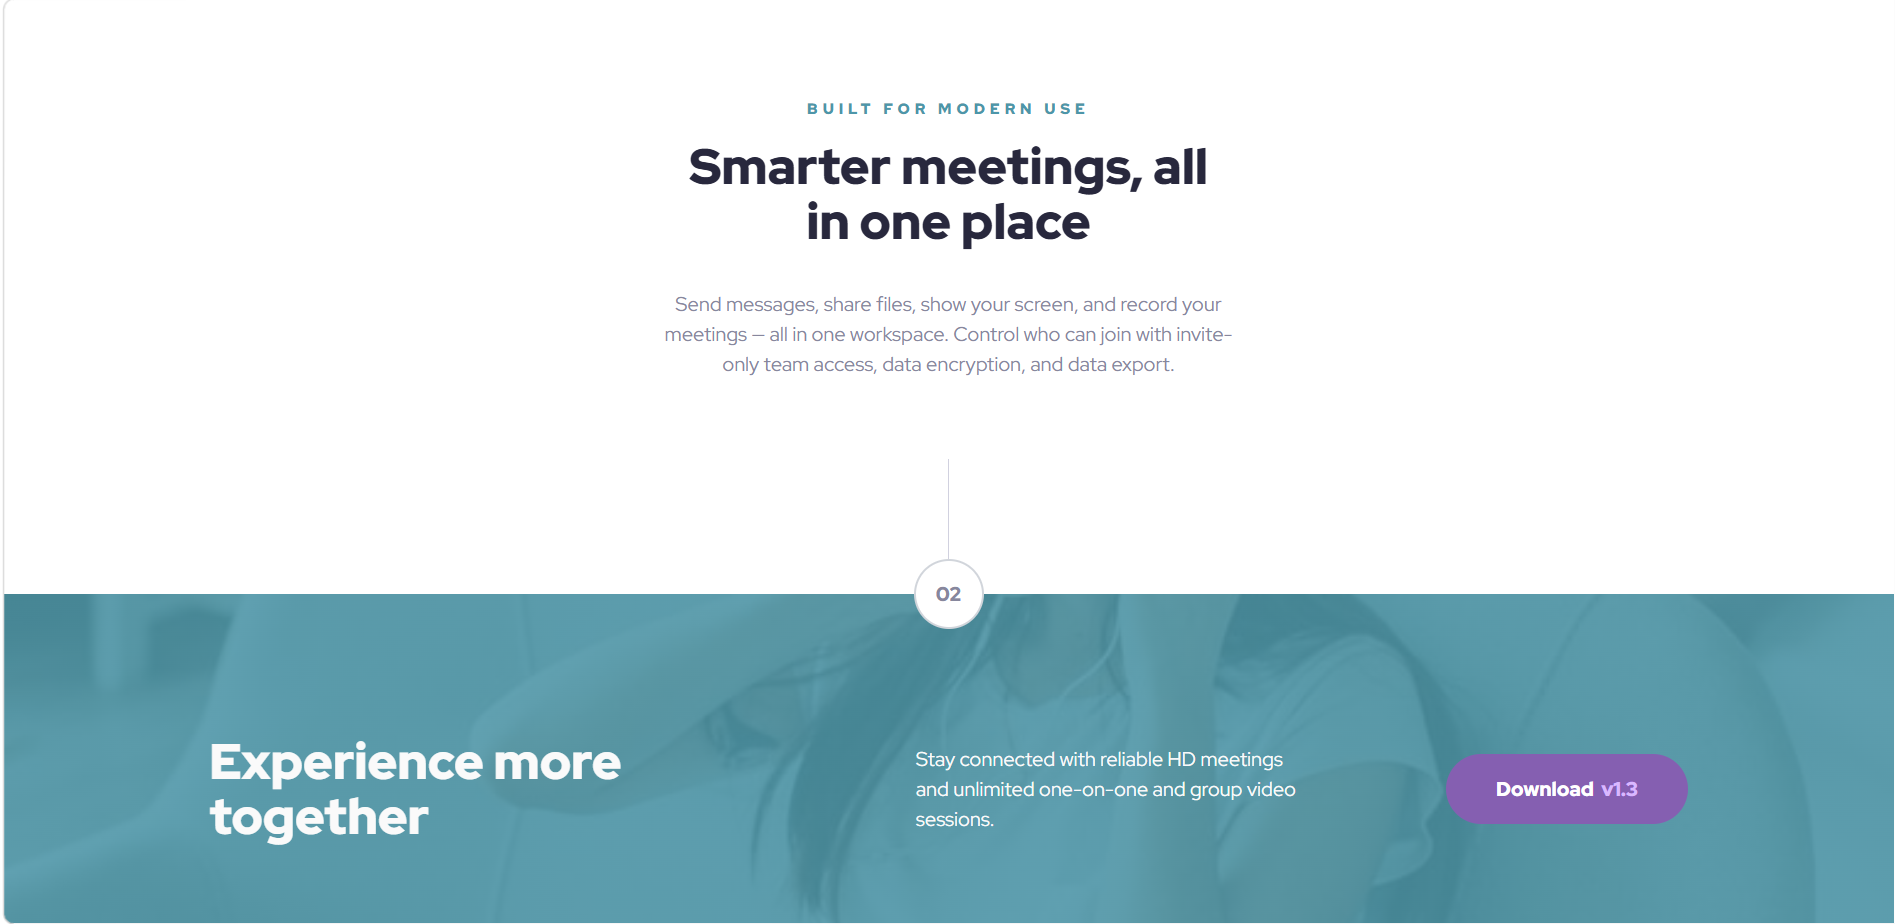 BUILT FOR MODERN USE
Smarter meetings, all
in one place
Send messages, share files, show your screen, and record your
meetings — all in one workspace. Control who can join with invite-
only team access, data encryption, and data export.
02
Experience more
together
Stay connected with reliable HD meetings
and unlimited one-on-one and group video
sessions.
Download v1.3